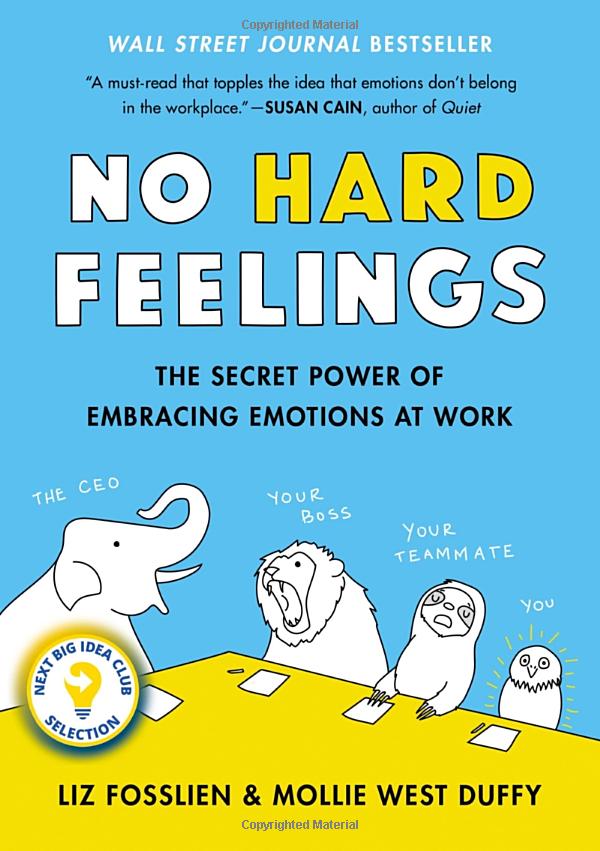 Copyrighted Material
WALL STREET JOURNAL BESTSELLER
“A must-read that topples the idea that emotions don’t belong
in the workplace.”—SUSAN CAIN, author of Quiet
NO HARD
FEELINGS
THE SECRET POWER OF
EMBRACING EMOTIONS AT WORK
THE CEO
YOUR
BOSS
YOUR
TEAMMATE
YOU
NEXT BIG IDEA CLUB
SELECTION
LIZ FOSSLIEN & MOLLIE WEST DUFFY
Copyrighted Material